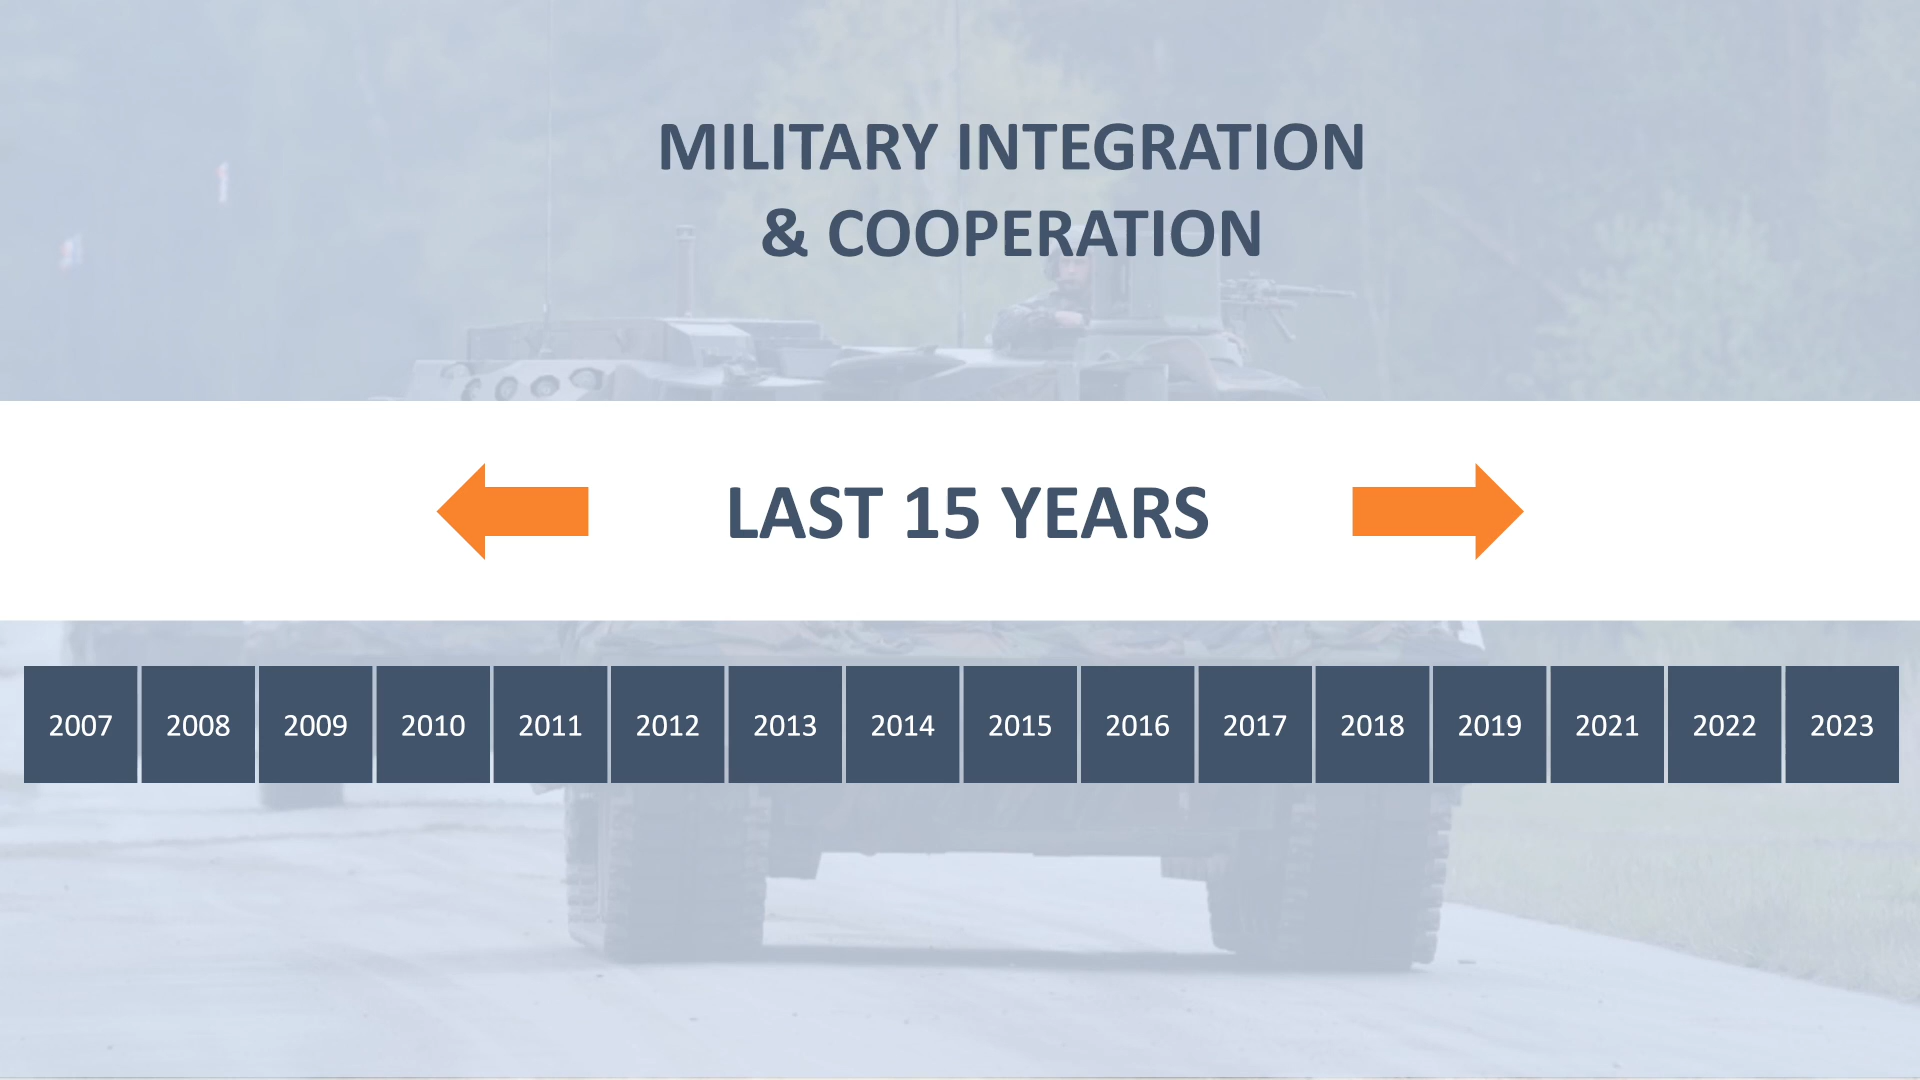 MILITARY INTEGRATION
& COOPERATION
LAST 15 YEARS
2007 2008 2009 2010 2011 2012 2013 2014 2015 2016 2017 2018 2019 2021 2022 2023